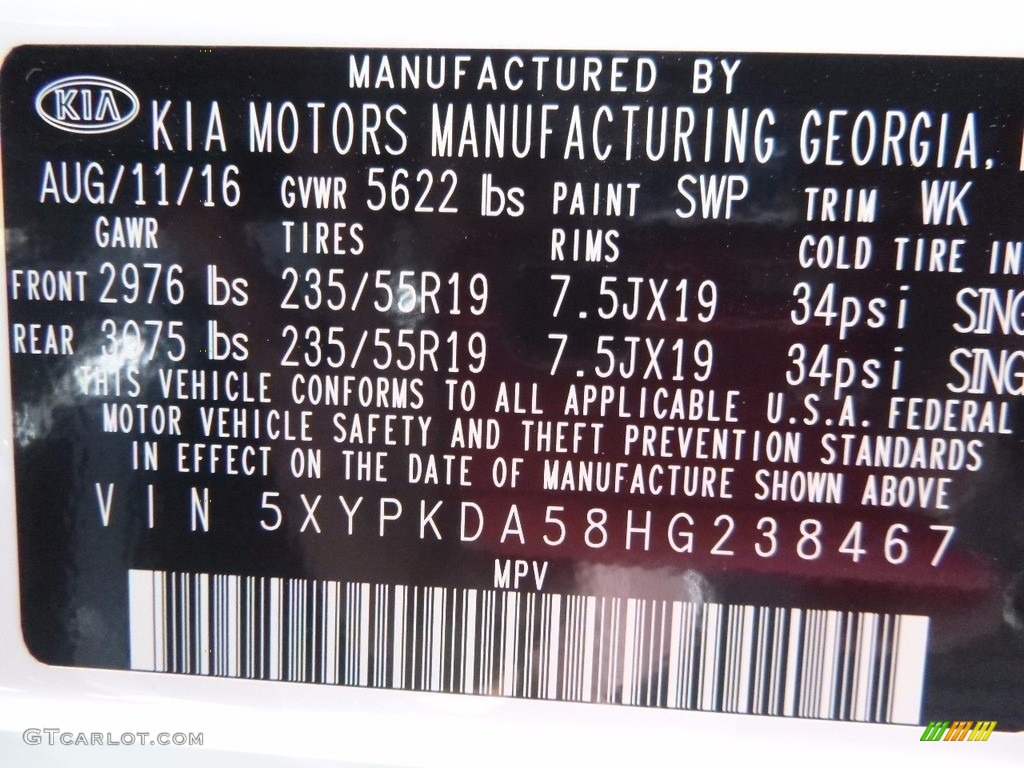 MANUFACTURED BY
KIA KIA MOTORS MANUFACTURING GEORGIA,
AUG/11/16 GVWR 5622 lbs PAINT SWP TRIM WK
GAWR TIRES RIMS COLD TIRE IN
FRONT 2976 lbs 235/55R19 7.5JX19 34psi SING
REAR 3075 lbs 235/55R19 7.5JX19 34psi SING
THIS VEHICLE CONFORMS TO ALL APPLICABLE U.S.A. FEDERAL
MOTOR VEHICLE SAFETY AND THEFT PREVENTION STANDARDS
IN EFFECT ON THE DATE OF MANUFACTURE SHOWN ABOVE
VIN 5XYPKDA58HG238467
MPV
GTcarlot.com